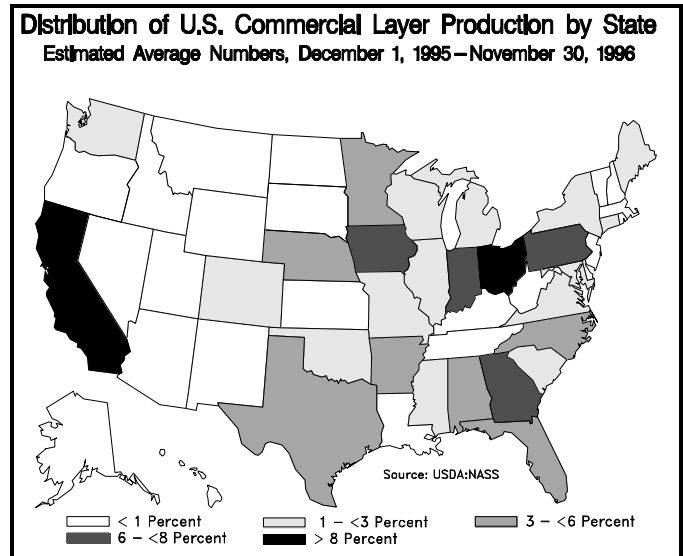 Distribution of U.S. Commercial Layer Production by State
Estimated Average Numbers, December 1, 1995–November 30, 1996
Source: USDA:NASS
< 1 Percent
1 – <3 Percent
3 – <6 Percent
6 – <8 Percent
> 8 Percent